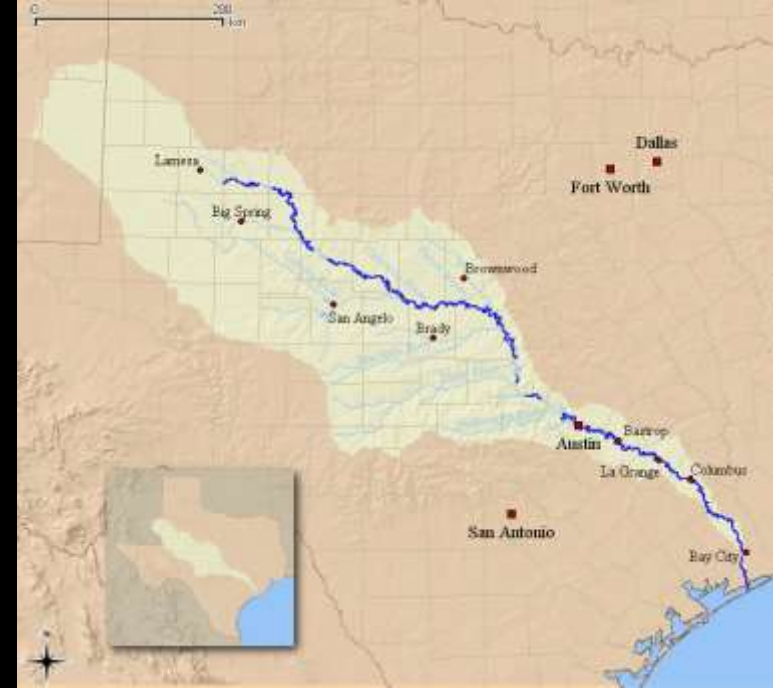 0 200
km
Dallas
Lamesa
Fort Worth
Big Spring
Brownwood
San Angelo
Brady
Bastrop
Austin
La Grange
Columbus
San Antonio
Bay City